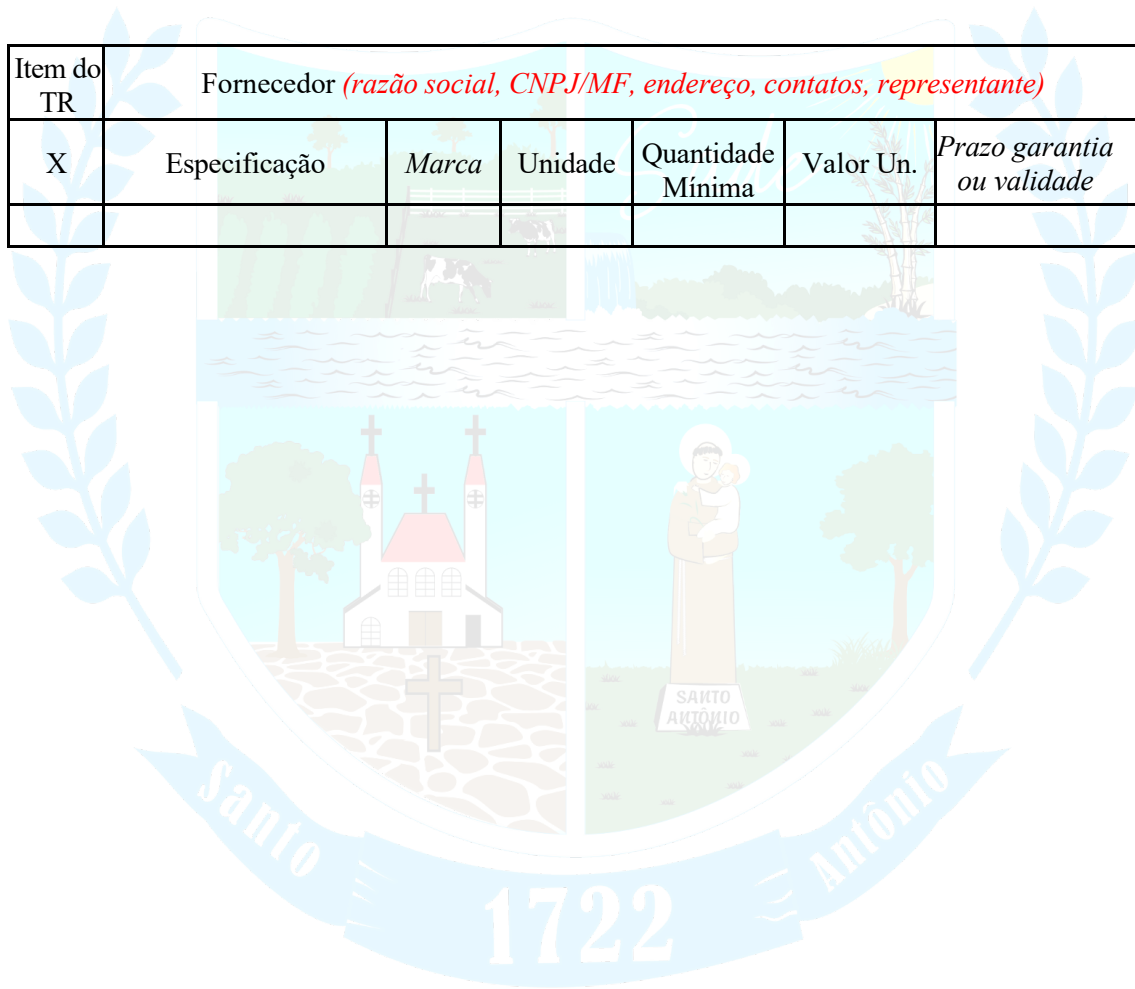 Item do
TR
Fornecedor (razão social, CNPJ/MF, endereço, contatos, representante)
X
Especificação
Marca
Unidade
Quantidade
Mínima
Valor Un.
Prazo garantia
ou validade
SANTO
ANTÔNIO
Santo
1722
Antônio